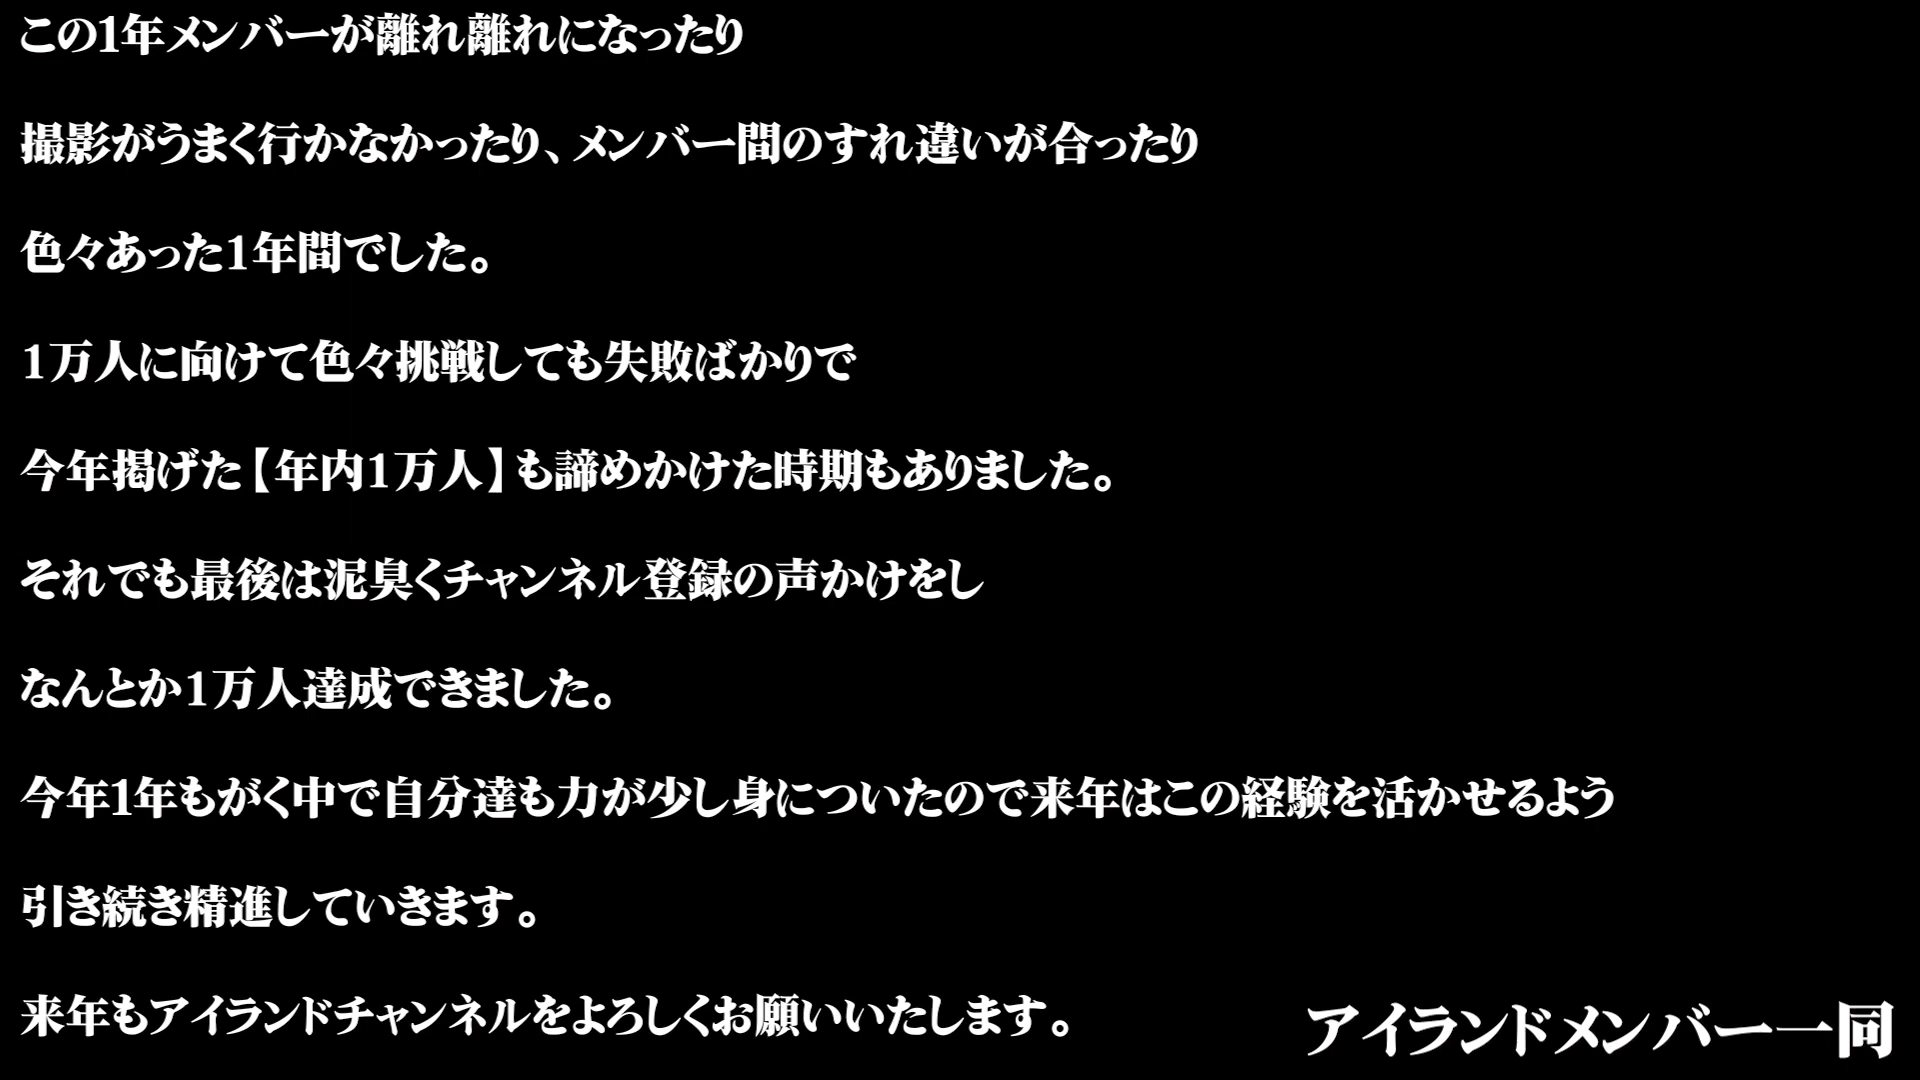 この1年メンバーが離れ離れになったり
撮影がうまく行かなかったり、メンバー間のすれ違いが合ったり
色々あった1年間でした。
1万人に向けて色々挑戦しても失敗ばかりで
今年掲げた【年内1万人】も諦めかけた時期もありました。
それでも最後は泥臭くチャンネル登録の声かけをし
なんとか1万人達成できました。
今年1年もがく中で自分達も力が少し身についたので来年はこの経験を活かせるよう
引き続き精進していきます。
来年もアイランドチャンネルをよろしくお願いいたします。
アイランドメンバー一同